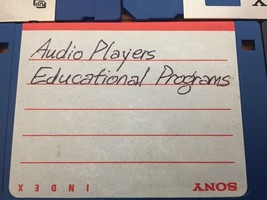 Audio Players
Educational Programs
SONY
INDEX